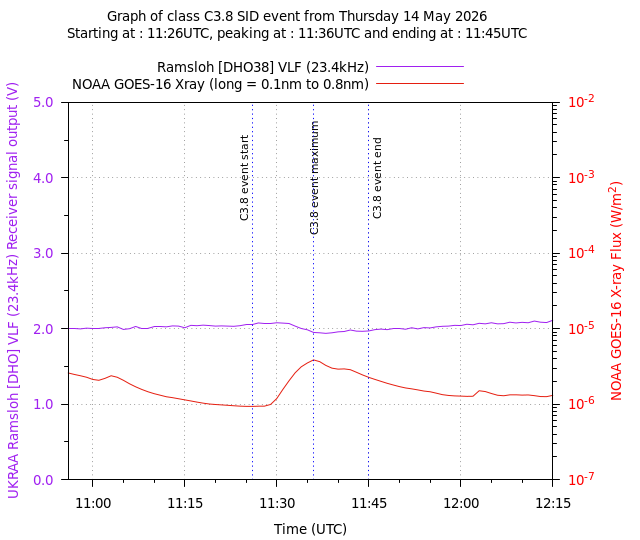 Graph of class C3.8 SID event from Thursday 14 May 2026
Starting at : 11:26UTC, peaking at : 11:36UTC and ending at : 11:45UTC
Ramsloh [DHO38] VLF (23.4kHz)
NOAA GOES-16 Xray (long = 0.1nm to 0.8nm)
UKRAA Ramsloh [DHO] VLF (23.4kHz) Receiver signal output (V)
5.0
4.0
3.0
2.0
1.0
0.0
C3.8 event start
C3.8 event maximum
C3.8 event end
10-2
10-3
10-4
10-5
10-6
10-7
NOAA GOES-16 X-ray Flux (W/m2)
11:00 11:15 11:30 11:45 12:00 12:15
Time (UTC)